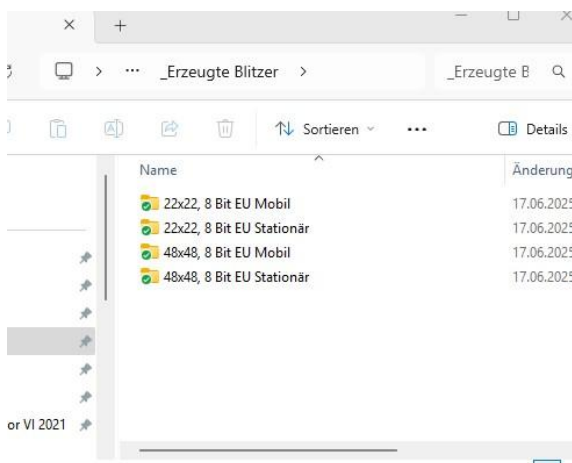 _Erzeugte Blitzer
_Erzeugte B
Sortieren
Details
Name
Änderung
22x22, 8 Bit EU Mobil
17.06.2025
22x22, 8 Bit EU Stationär
17.06.2025
48x48, 8 Bit EU Mobil
17.06.2025
48x48, 8 Bit EU Stationär
17.06.2025
or VI 2021